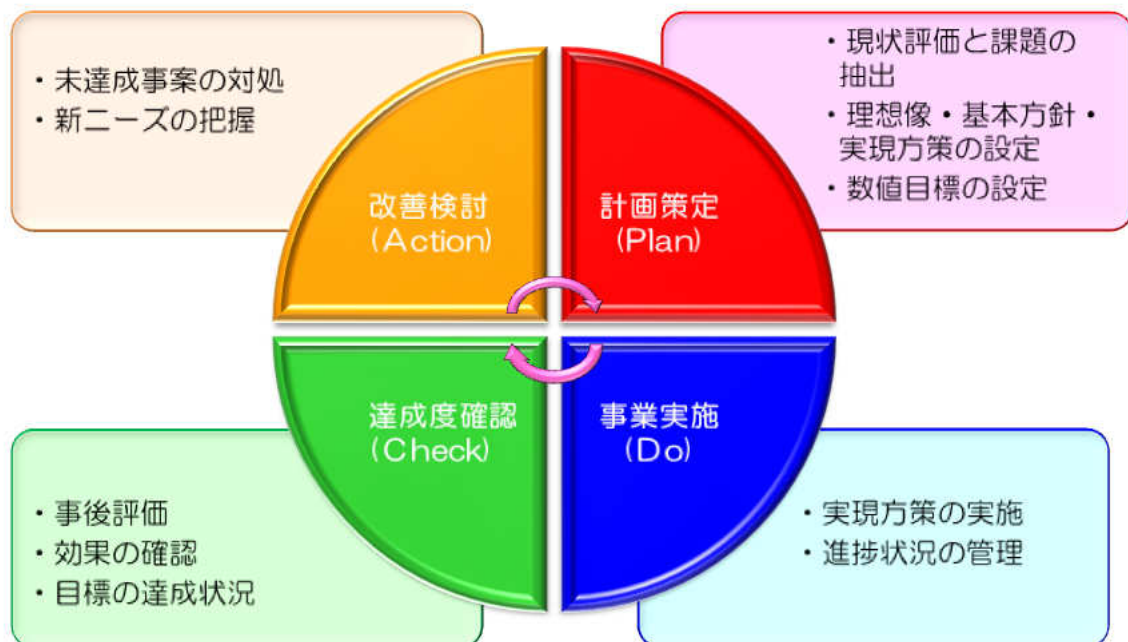 ・未達成事案の対処
・新ニーズの把握
・現状評価と課題の
抽出
・理想像・基本方針・
実現方策の設定
・数値目標の設定
改善検討
(Action)
計画策定
(Plan)
達成度確認
(Check)
事業実施
(Do)
・事後評価
・効果の確認
・目標の達成状況
・実現方策の実施
・進捗状況の管理